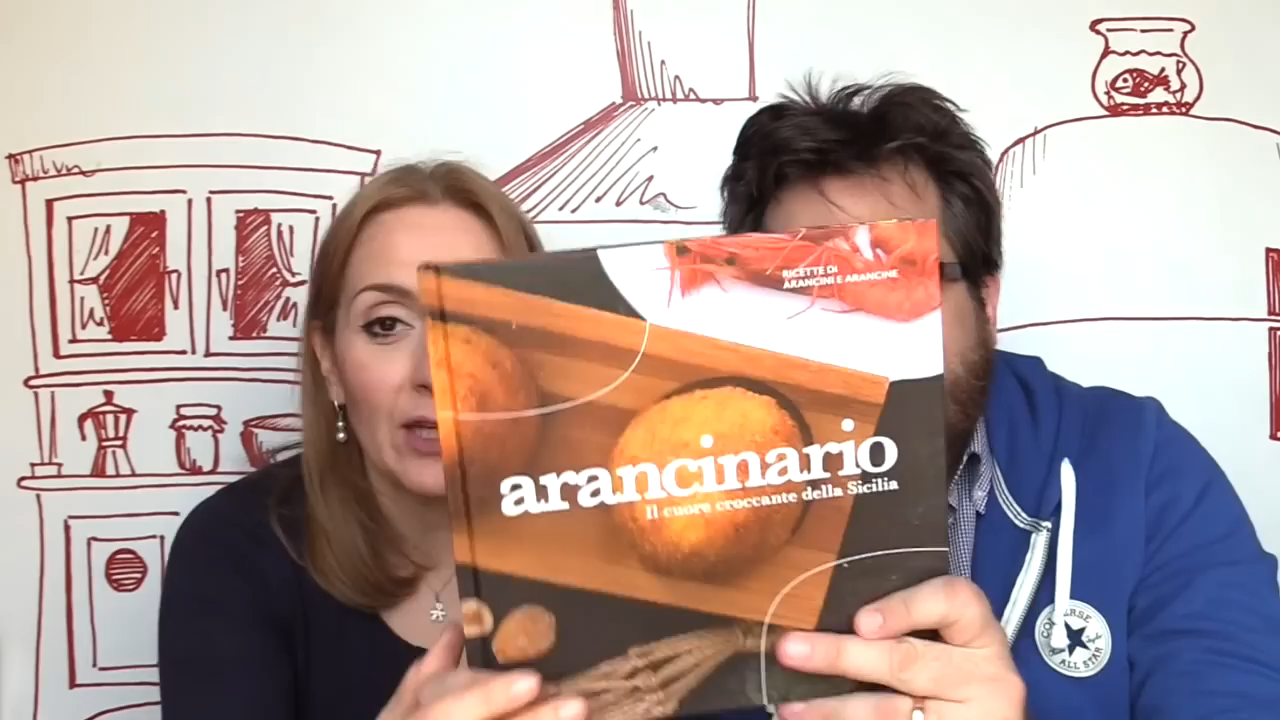 RICETTE DI
ARANCINI E ARANCINE
arancinario
Il cuore croccante della Sicilia
CONVERSE
ALL STAR